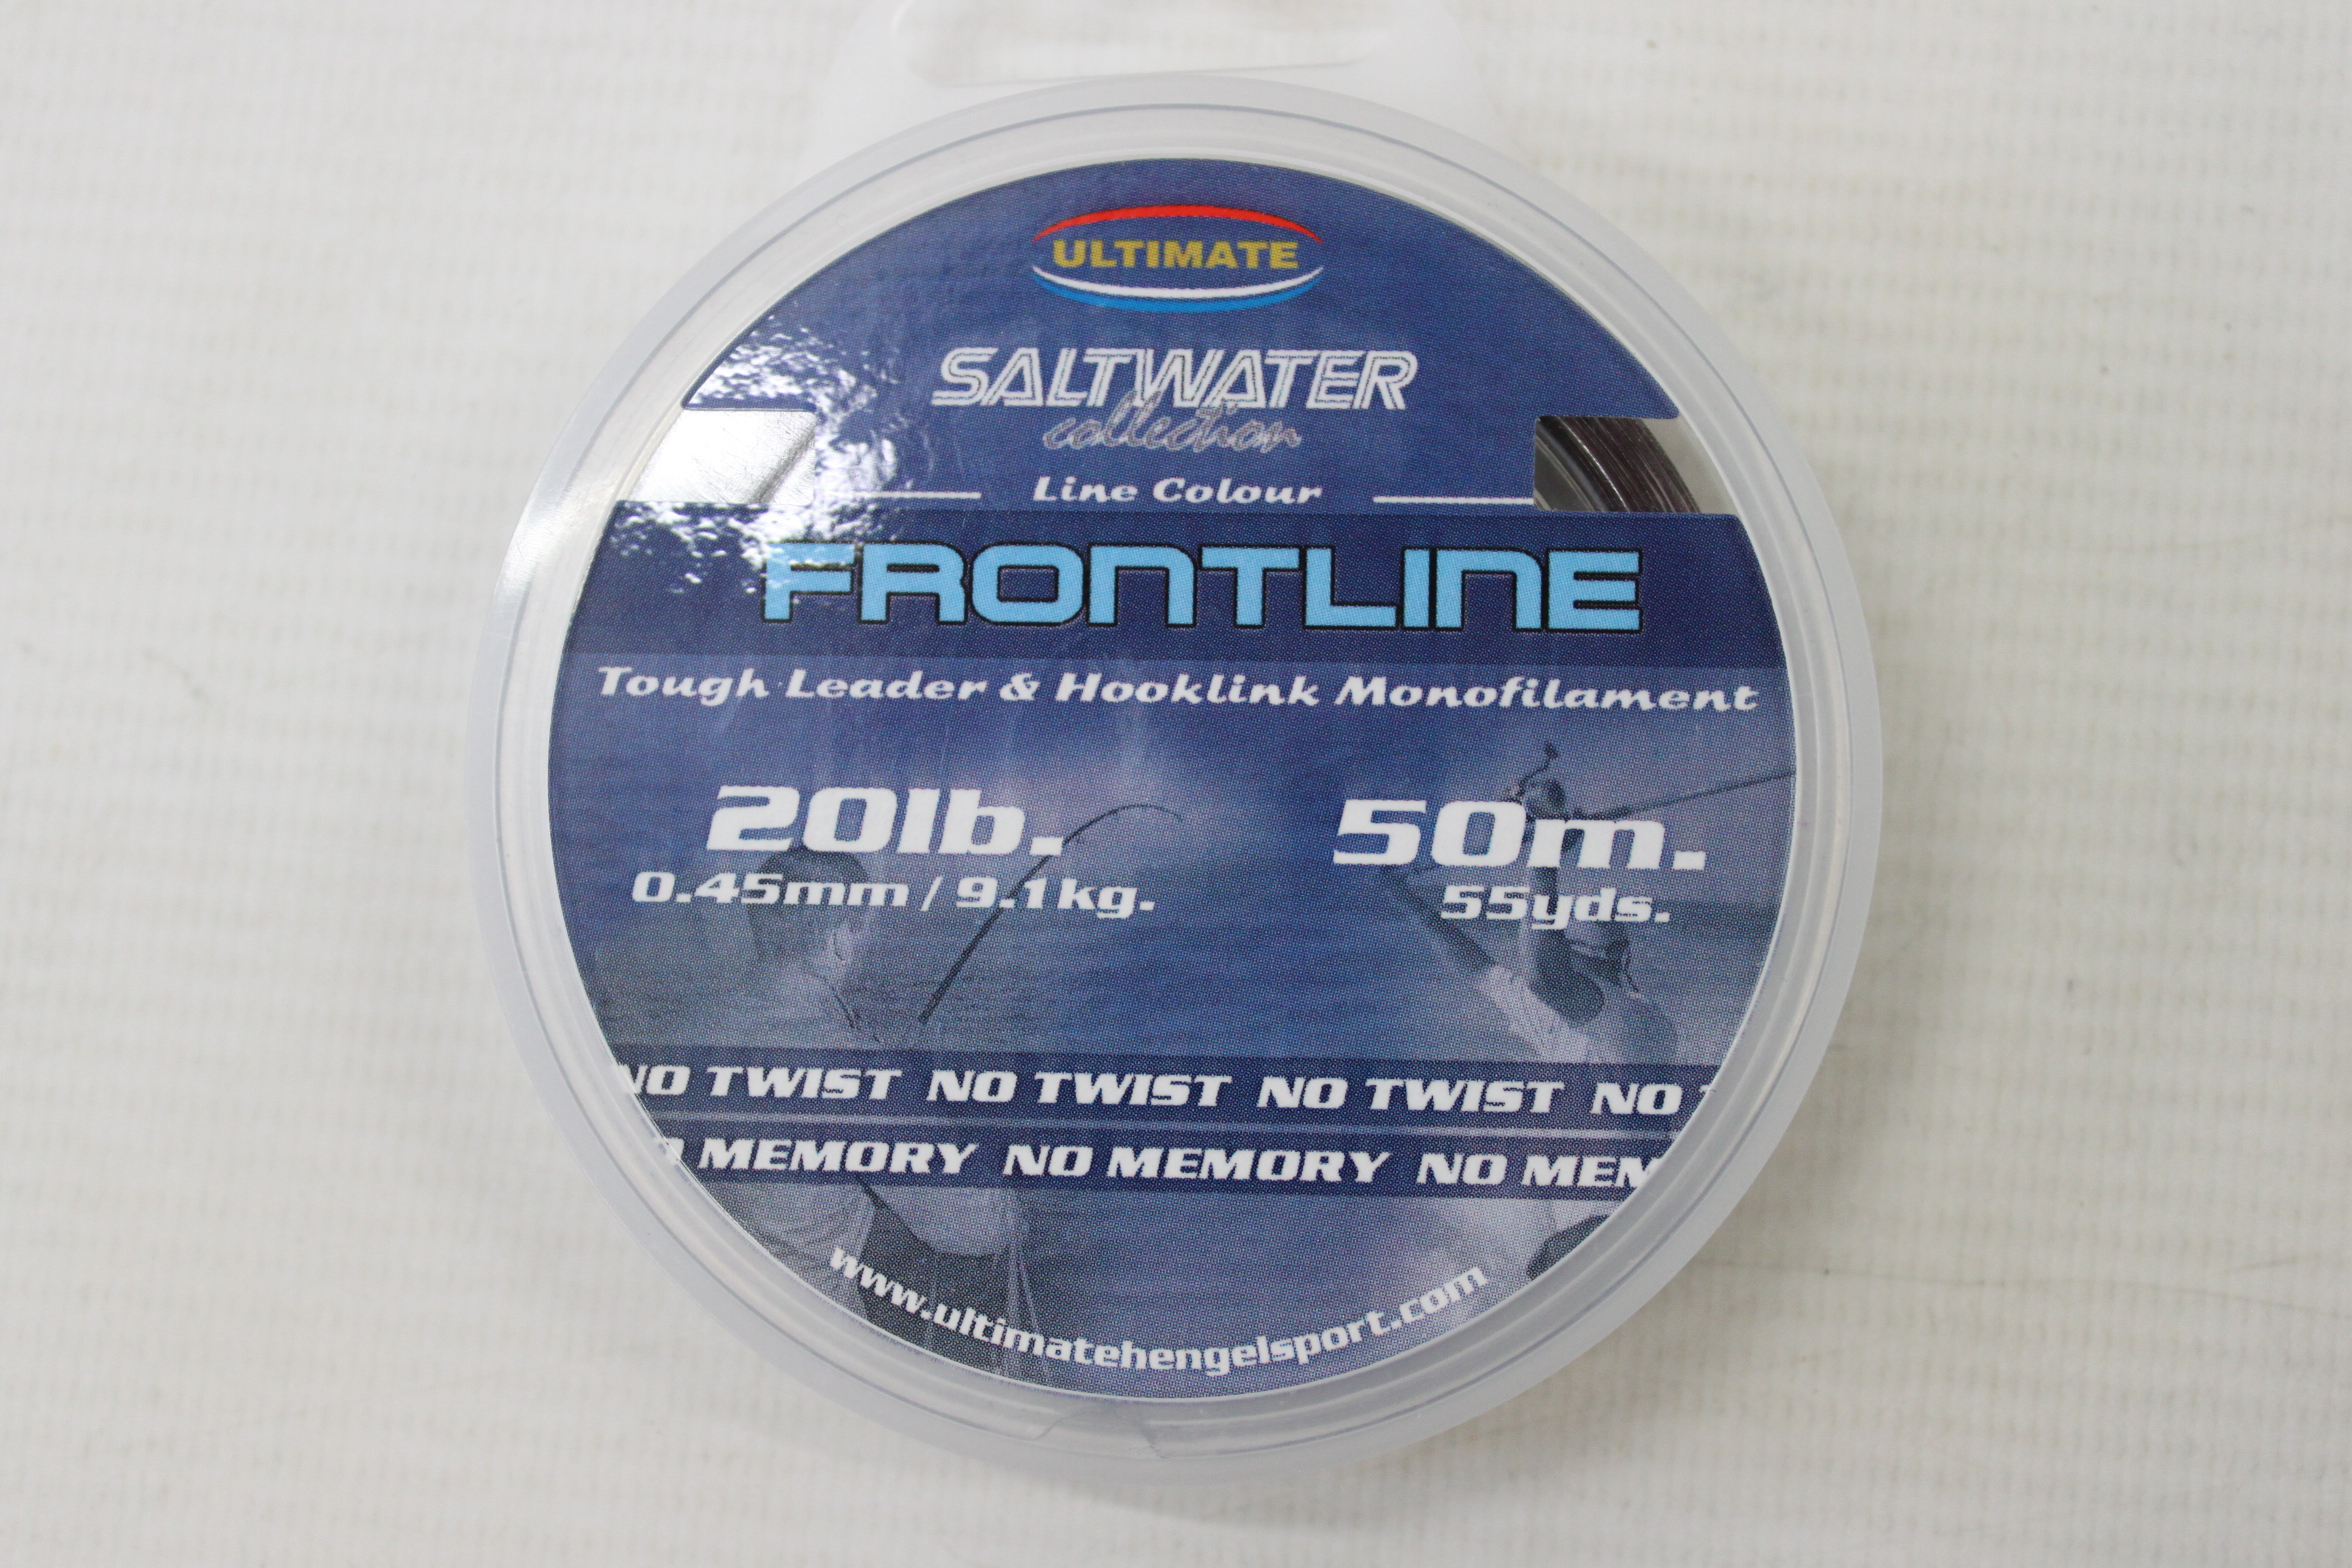 ULTIMATE
SALTWATER
collection
Line Colour
FRONTLINE
Tough Leader & Hooklink Monofilament
20lb. 50m.
0.45mm / 9.1kg. 55yds.
NO TWIST NO TWIST NO TWIST NO
MEMORY NO MEMORY NO MEM
www.ultimatehengelsport.com